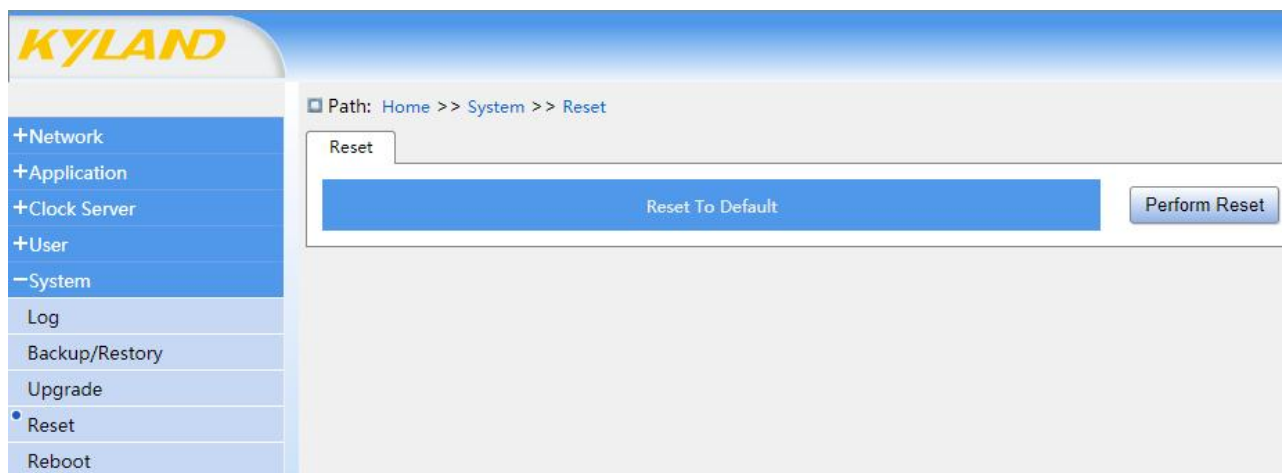 KYLAND
Path: Home >> System >> Reset
+Network
+Application
+Clock Server
+User
−System
Log
Backup/Restory
Upgrade
Reset
Reboot
Reset
Reset To Default
Perform Reset